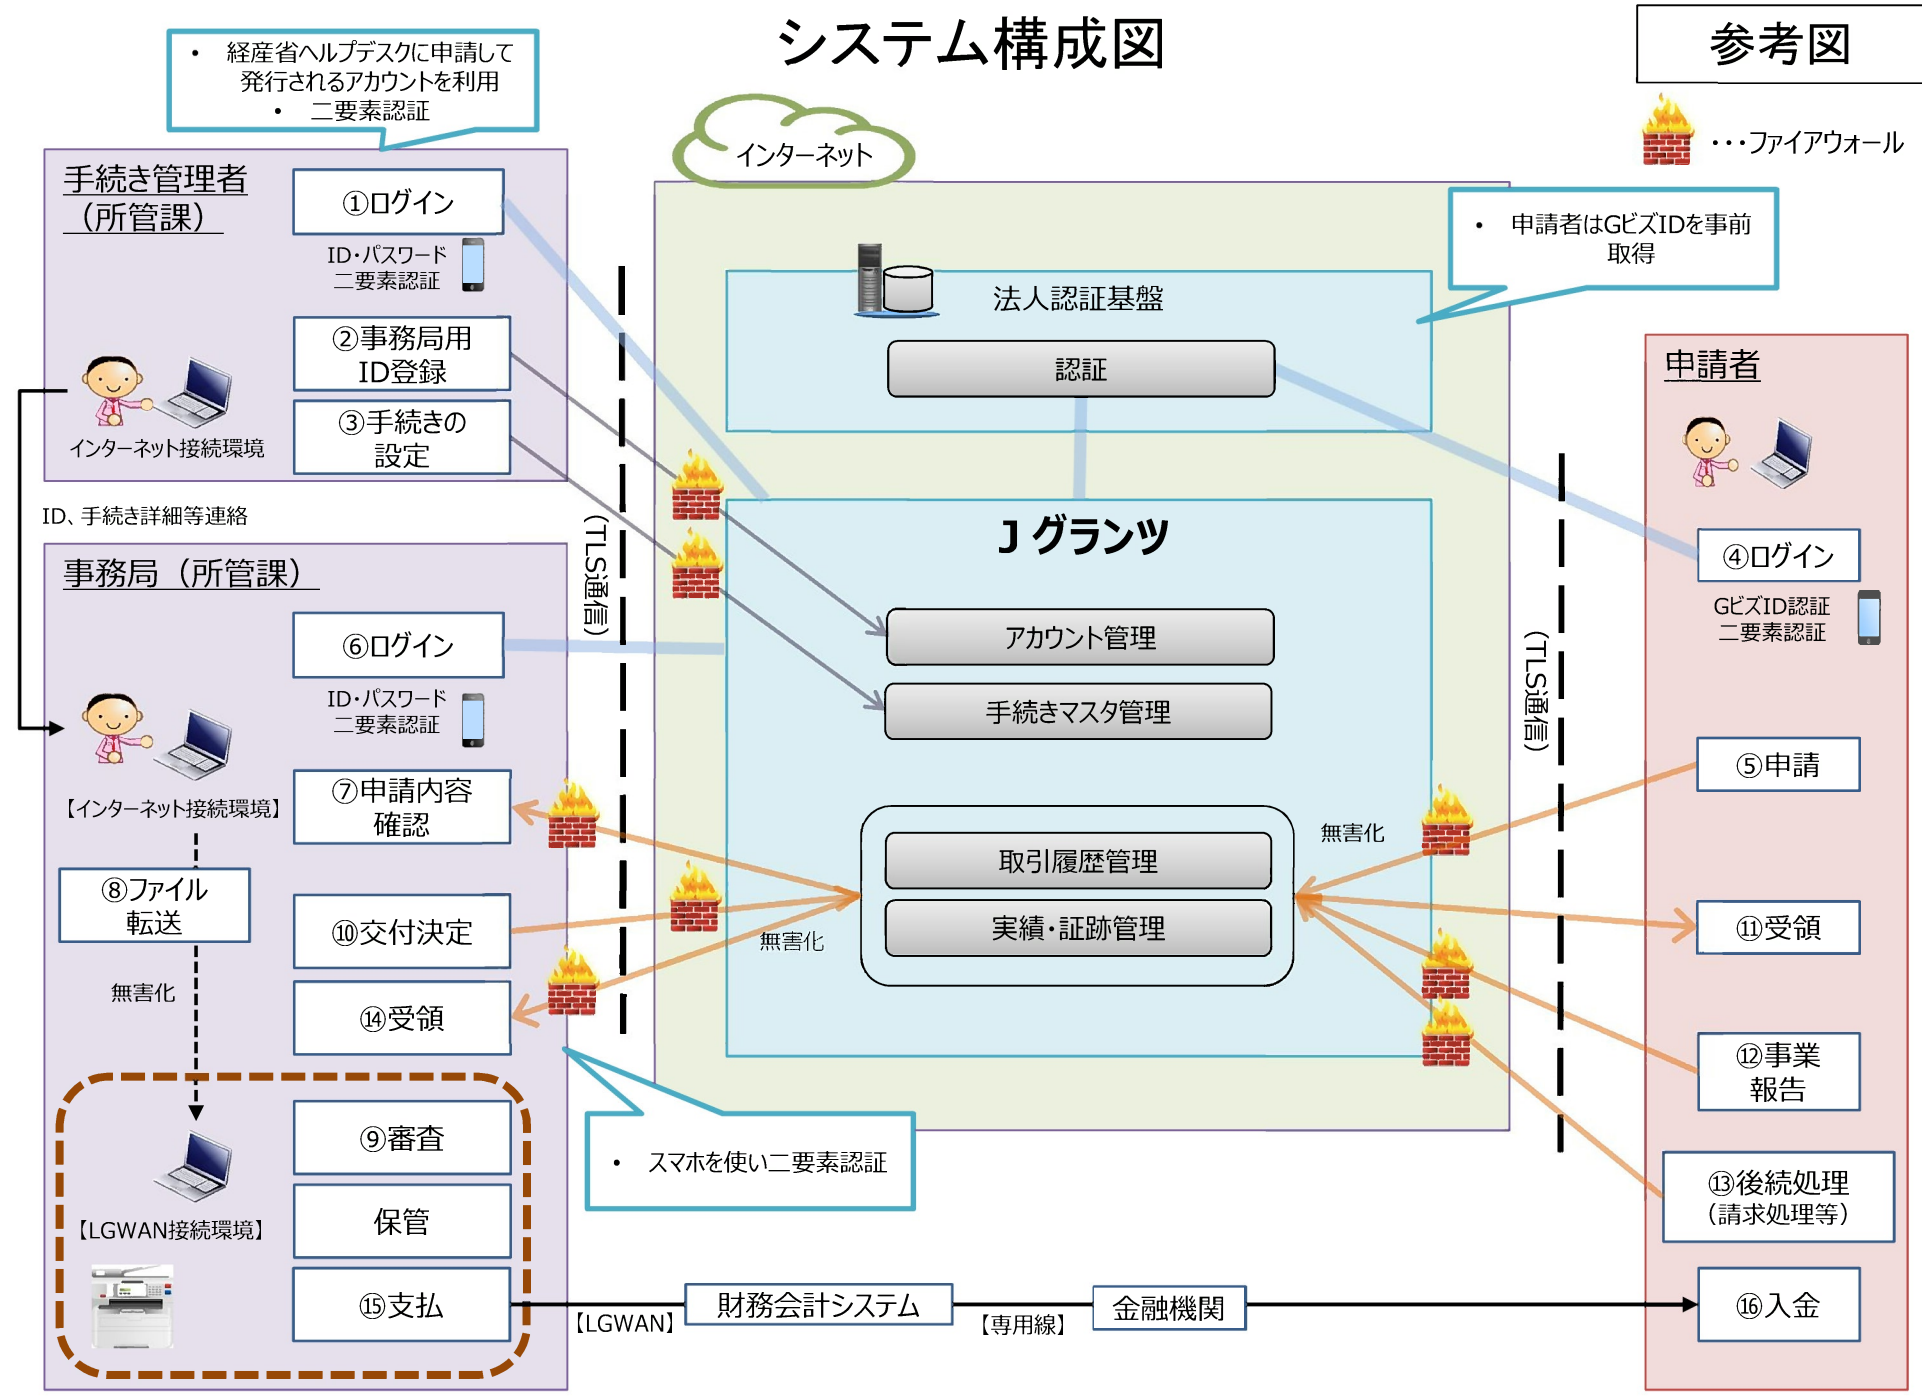 システム構成図
参考図
・・・ファイアウォール
• 経産省ヘルプデスクに申請して
発行されるアカウントを利用
• 二要素認証
インターネット
手続き管理者
（所管課）
①ログイン
ID・パスワード
二要素認証
②事務局用
ID登録
③手続きの
設定
インターネット接続環境
ID、手続き詳細等連絡
事務局（所管課）
⑥ログイン
ID・パスワード
二要素認証
【インターネット接続環境】
⑦申請内容
確認
⑧ファイル
転送
⑩交付決定
無害化
⑭受領
⑨審査
【LGWAN接続環境】
保管
⑮支払
(TLS通信)
法人認証基盤
認証
Jグランツ
アカウント管理
手続きマスタ管理
取引履歴管理
実績・証跡管理
無害化
無害化
• スマホを使い二要素認証
• 申請者はGビズIDを事前
取得
(TLS通信)
申請者
④ログイン
GビズID認証
二要素認証
⑤申請
⑪受領
⑫事業
報告
⑬後続処理
（請求処理等）
⑯入金
【LGWAN】
財務会計システム
【専用線】
金融機関